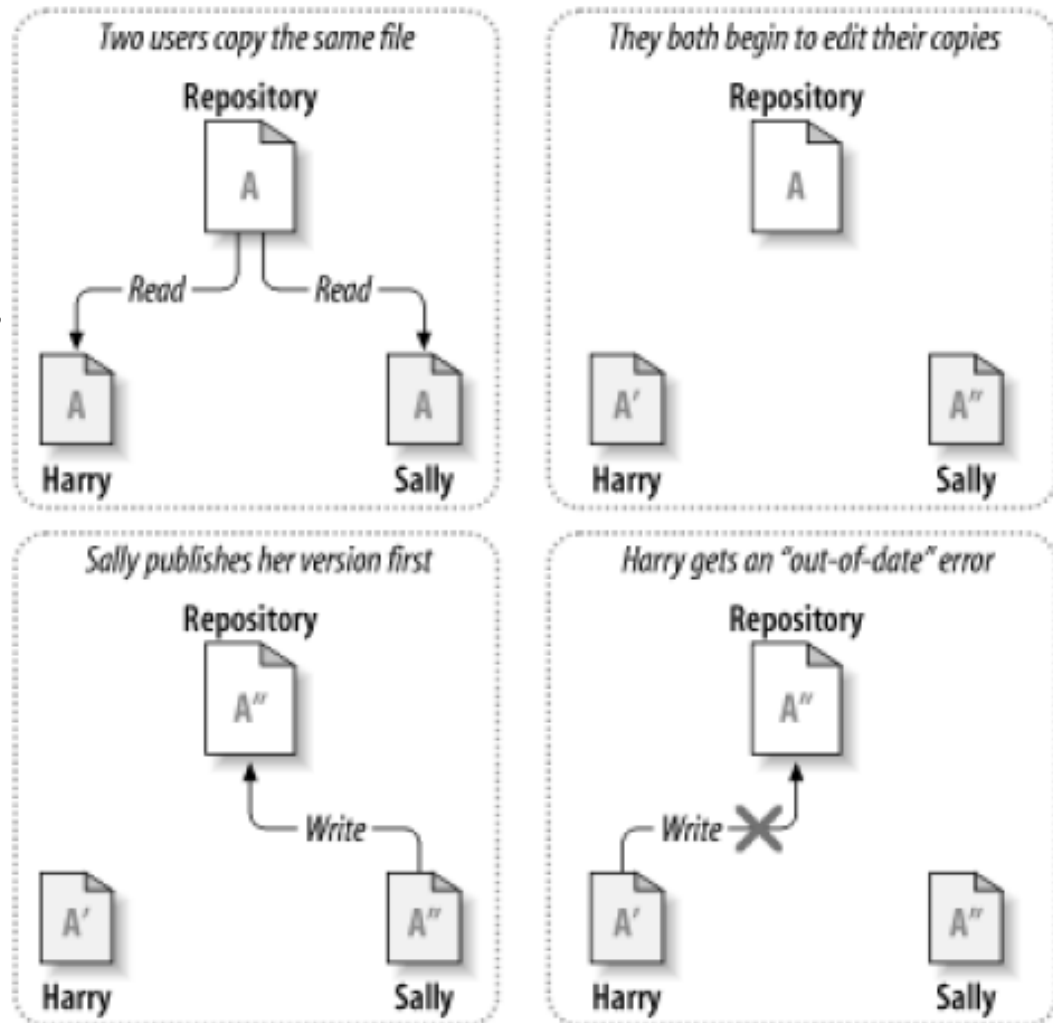 Two users copy the same file
Repository
A
Read Read
A A
Harry Sally
They both begin to edit their copies
Repository
A
A' A"
Harry Sally
Sally publishes her version first
Repository
A"
Write
A' A"
Harry Sally
Harry gets an “out-of-date” error
Repository
A"
Write
A' A"
Harry Sally